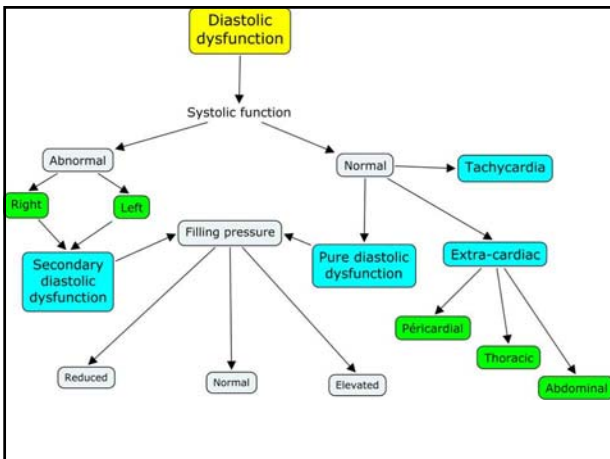 Diastolic
dysfunction
Systolic function
Abnormal
Normal
Tachycardia
Right
Left
Filling pressure
Secondary
diastolic
dysfunction
Pure diastolic
dysfunction
Extra-cardiac
Péricardial
Thoracic
Abdominal
Reduced
Normal
Elevated